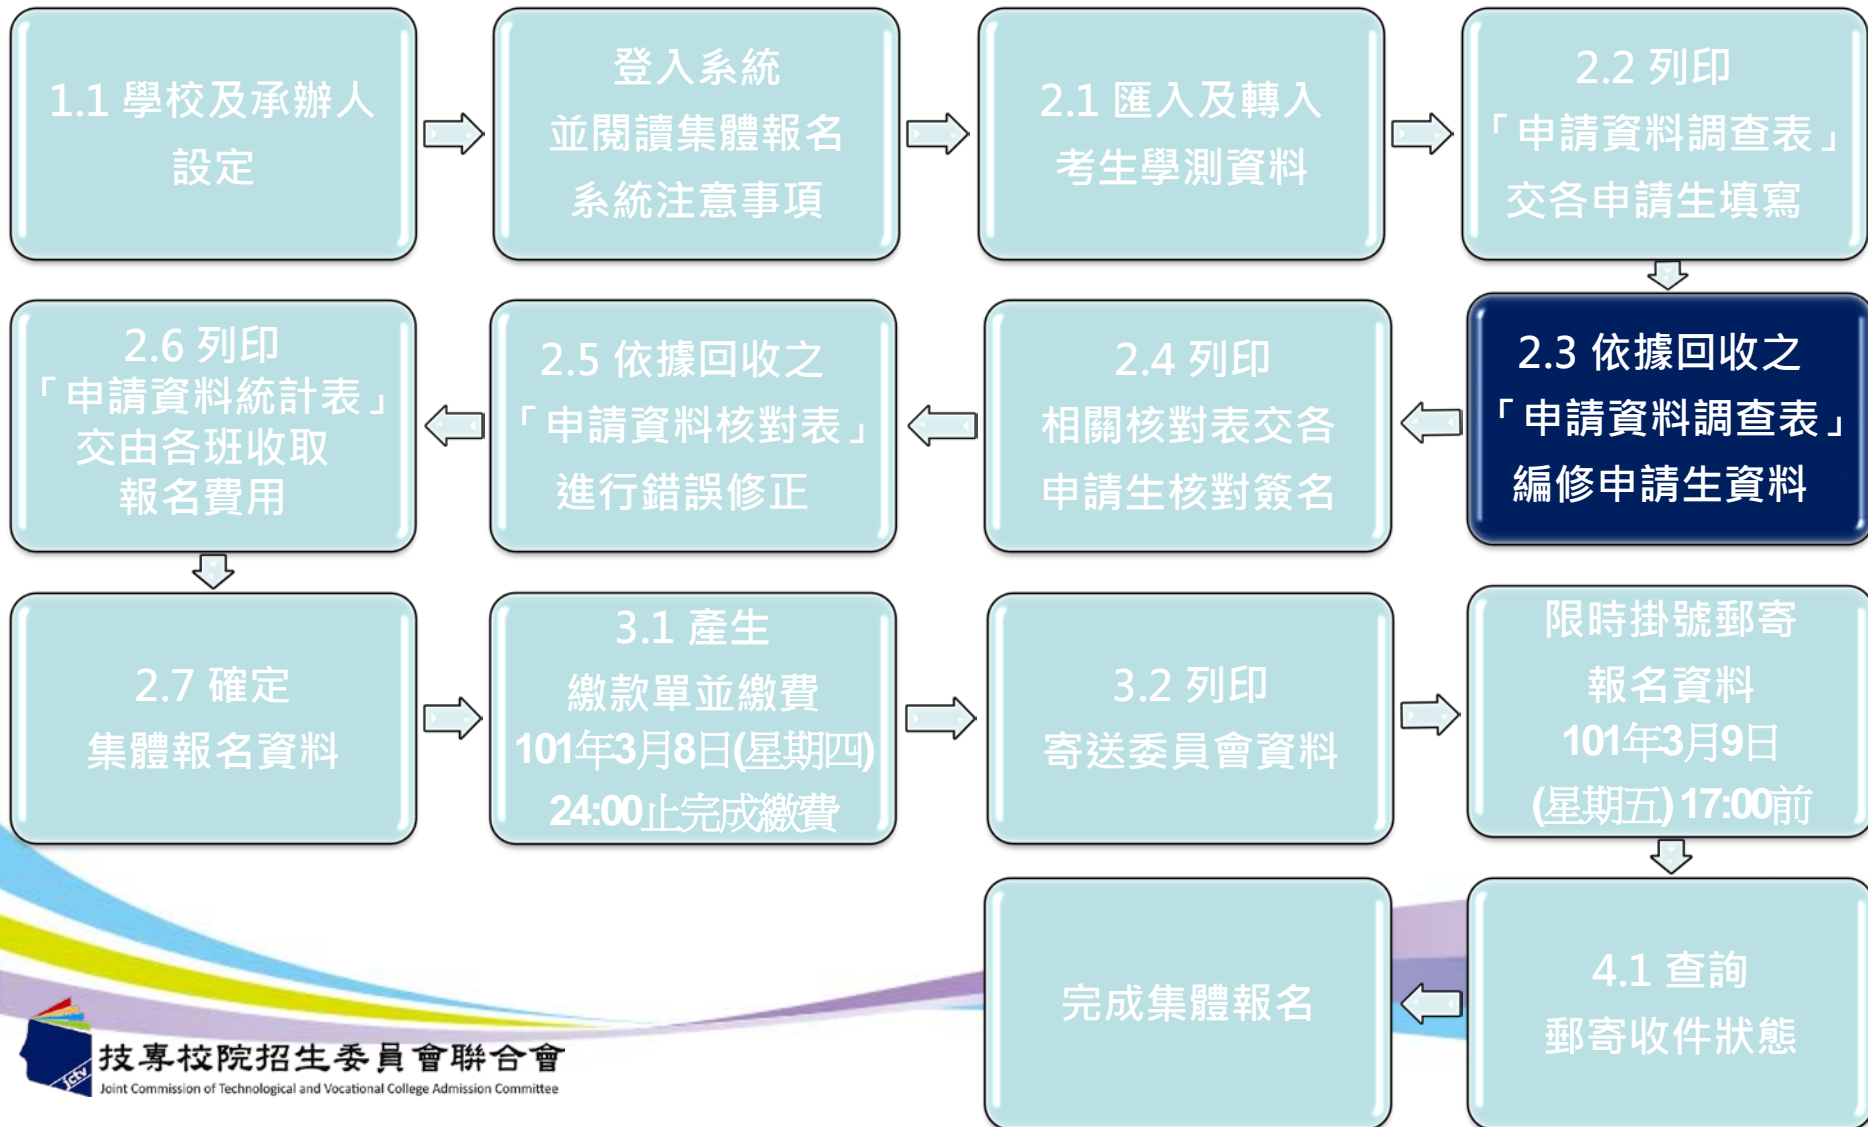 1.1 學校及承辦人
設定
登入系統
並閱讀集體報名
系統注意事項
2.1 匯入及轉入
考生學測資料
2.2 列印
「申請資料調查表」
交各申請生填寫
2.3 依據回收之
「申請資料調查表」
編修申請生資料
2.4 列印
相關核對表交各
申請生核對簽名
2.5 依據回收之
「申請資料核對表」
進行錯誤修正
2.6 列印
「申請資料統計表」
交由各班收取
報名費用
2.7 確定
集體報名資料
3.1 產生
繳款單並繳費
101年3月8日(星期四)
24:00止完成繳費
3.2 列印
寄送委員會資料
限時掛號郵寄
報名資料
101年3月9日
(星期五) 17:00前
4.1 查詢
郵寄收件狀態
完成集體報名
jctv
技專校院招生委員會聯合會
Joint Commission of Technological and Vocational College Admission Committee